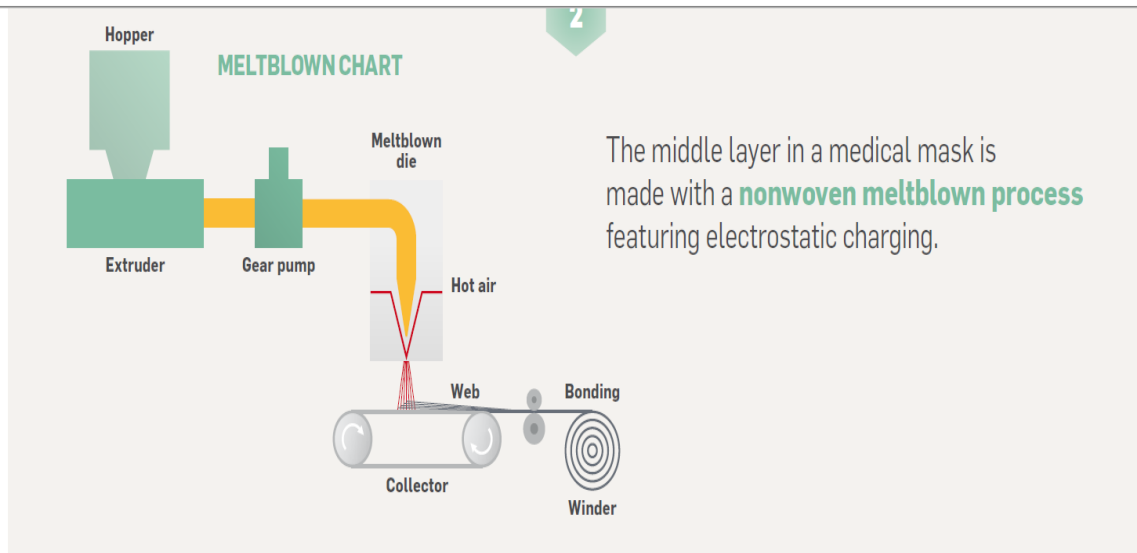 2
Hopper
MELTBLOWN CHART
Meltblown
die
The middle layer in a medical mask is
made with a nonwoven meltblown process
featuring electrostatic charging.
Extruder
Gear pump
Hot air
Web
Bonding
Collector
Winder